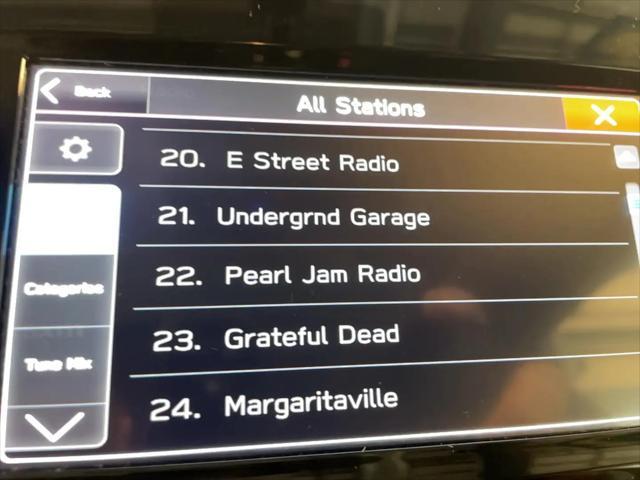 Back
All Stations
20. E Street Radio
21. Undergrnd Garage
22. Pearl Jam Radio
Categories
23. Grateful Dead
Tune Mix
24. Margaritaville